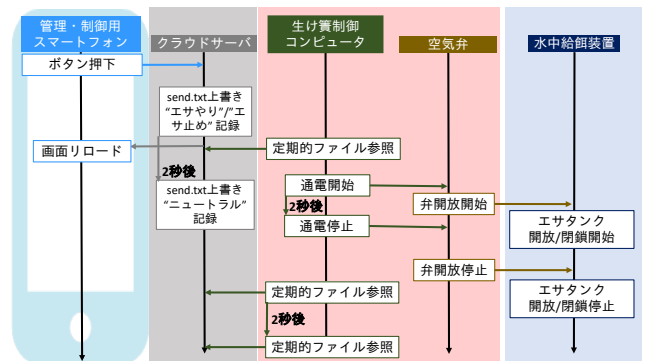 管理・制御用
スマートフォン
クラウドサーバ
生け簀制御
コンピュータ
空気弁
水中給餌装置
ボタン押下
send.txt上書き
“エサやり”/”エ
サ止め” 記録
定期的ファイル参照
画面リロード
2秒後
send.txt上書き
“ニュートラル”
記録
通電開始
2秒後
通電停止
弁開放開始
エサタンク
開放/閉鎖開始
弁開放停止
エサタンク
開放/閉鎖停止
定期的ファイル参照
2秒後
定期的ファイル参照